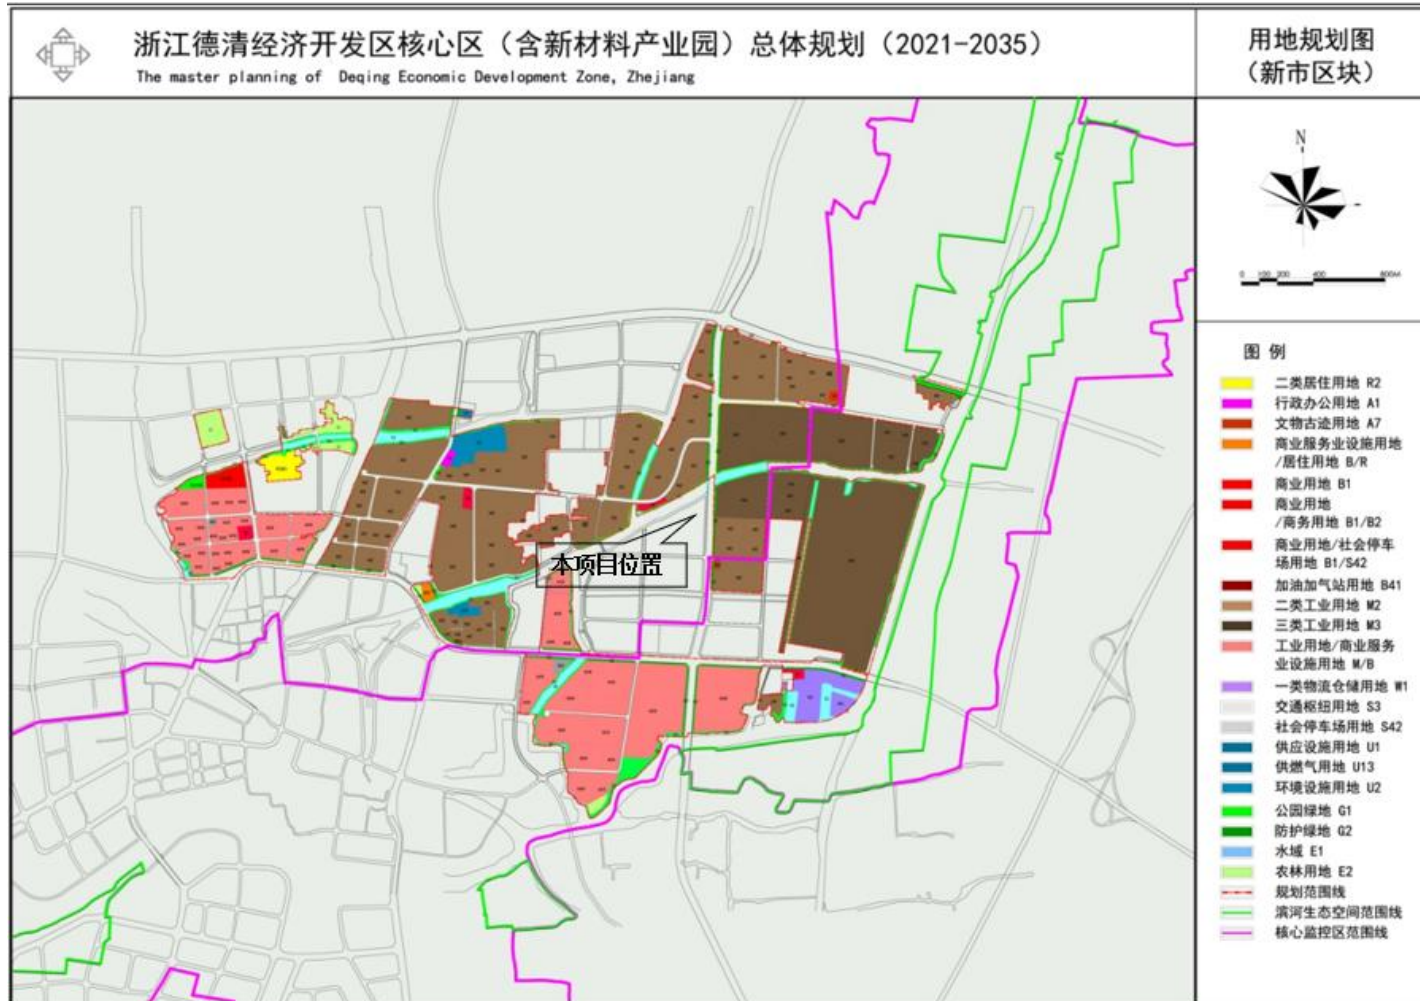 浙江德清经济开发区核心区（含新材料产业园）总体规划（2021-2035）
The master planning of Deqing Economic Development Zone, Zhejiang
用地规划图
（新市区块）
N
0 100 200 400 800M
本项目位置
图 例
二类居住用地 R2
行政办公用地 A1
文物古迹用地 A7
商业服务业设施用地
/居住用地 B/R
商业用地 B1
商业用地
/商务用地 B1/B2
商业用地/社会停车
场用地 B1/S42
加油加气站用地 B41
二类工业用地 M2
三类工业用地 M3
工业用地/商业服务
业设施用地 M/B
一类物流仓储用地 W1
交通枢纽用地 S3
社会停车场用地 S42
供应设施用地 U1
供燃气用地 U13
环境设施用地 U2
公园绿地 G1
防护绿地 G2
水域 E1
农林用地 E2
规划范围线
滨河生态空间范围线
核心监控区范围线